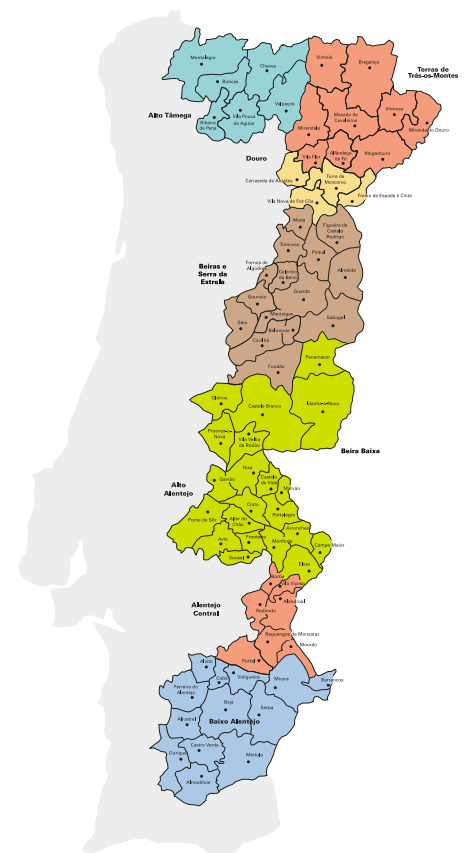 Montalegre
Chaves
Vinhais
Bragança
Terras de
Trás-os-Montes
Boticas
Valpaços
Vimioso
Macedo de
Cavaleiros
Alto Tâmega
Ribeira
de Pena
Vila Pouca
de Aguiar
Mirandela
Miranda do Douro
Vila Flor
Alfândega
da Fé
Mogadouro
Douro
Carrazeda de Ansiães
Torre de
Moncorvo
Freixo de Espada à Cinta
Vila Nova de Foz Côa
Meda
Figueira de
Castelo
Rodrigo
Trancoso
Pinhel
Fornos de
Algodres
Celorico
da Beira
Almeida
Beiras e
Serra da
Estrela
Guarda
Gouveia
Manteigas
Seia
Belmonte
Sabugal
Covilhã
Fundão
Penamacor
Oleiros
Castelo Branco
Idanha-a-Nova
Proença-a-
Nova
Vila Velha
de Ródão
Beira Baixa
Nisa
Alto
Alentejo
Gavião
Castelo
de Vide
Marvão
Crato
Ponte de Sôr
Alter do
Chão
Portalegre
Arronches
Avis
Fronteira
Monforte
Campo Maior
Sousel
Elvas
Borba
Vila Viçosa
Alentejo
Central
Alandroal
Redondo
Reguengos de Monsaraz
Mourão
Portel
Alvito
Cuba
Vidigueira
Moura
Barrancos
Ferreira do
Alentejo
Beja
Serpa
Aljustrel
Baixo Alentejo
Castro Verde
Ourique
Mértola
Almodôvar